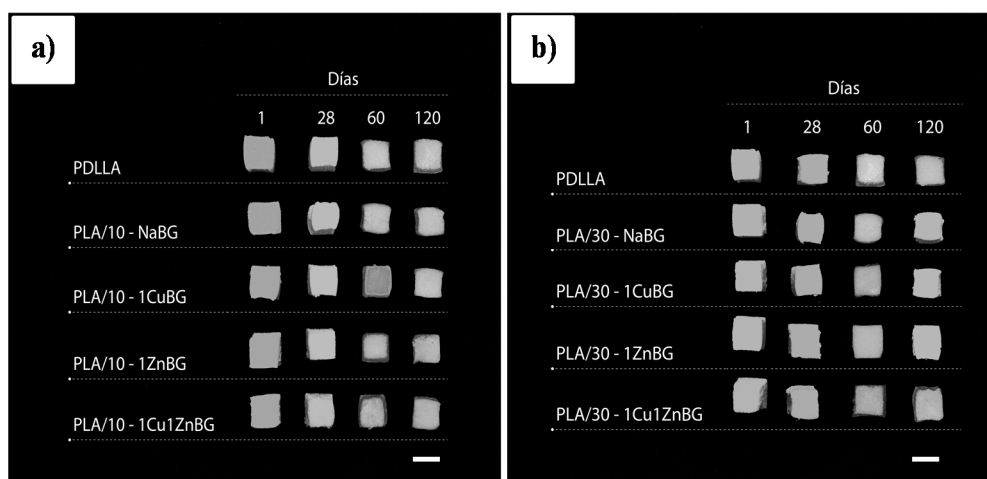 a)
Días
1 28 60 120
PDLLA
PLA/10 - NaBG
PLA/10 - 1CuBG
PLA/10 - 1ZnBG
PLA/10 - 1Cu1ZnBG
b)
Días
1 28 60 120
PDLLA
PLA/30 - NaBG
PLA/30 - 1CuBG
PLA/30 - 1ZnBG
PLA/30 - 1Cu1ZnBG